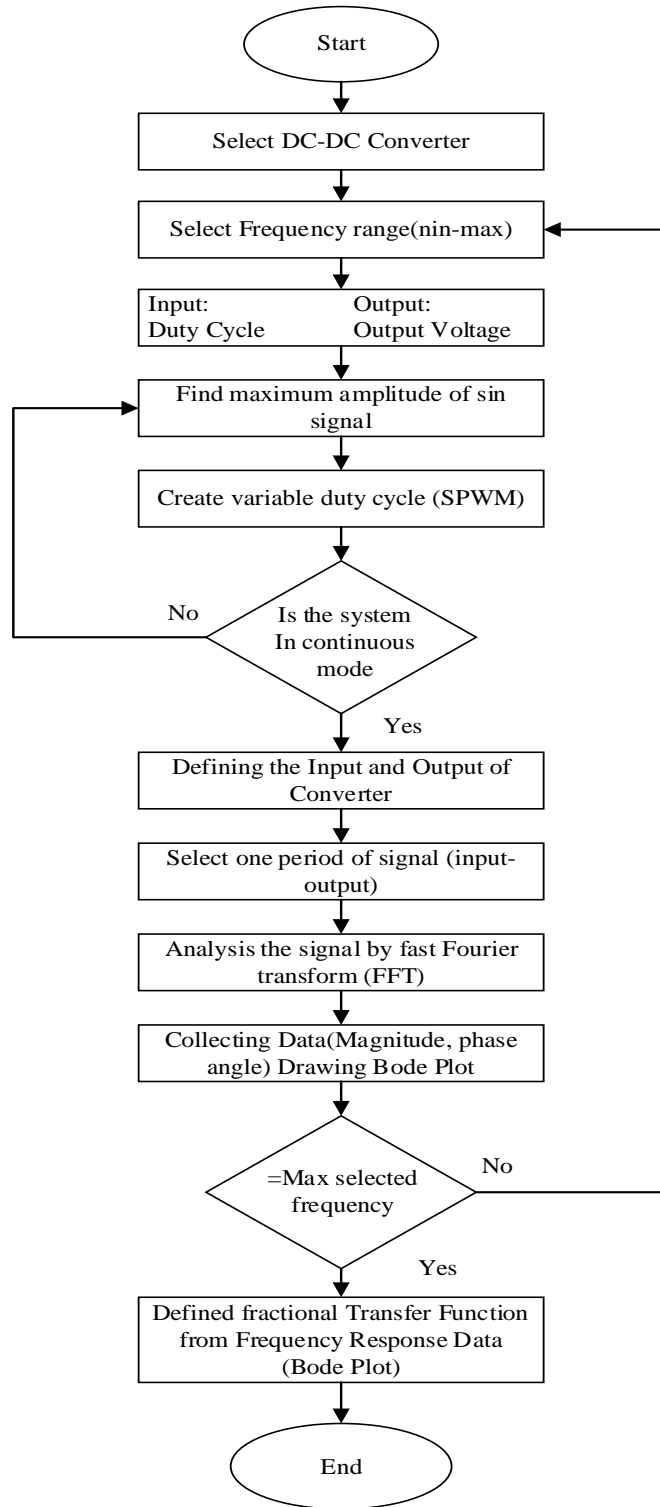 Start
Select DC-DC Converter
Select Frequency range(nin-max)
Input:
Duty Cycle
Output:
Output Voltage
Find maximum amplitude of sin
signal
Create variable duty cycle (SPWM)
No
Is the system
In continuous
mode
Yes
Defining the Input and Output of
Converter
Select one period of signal (input-
output)
Analysis the signal by fast Fourier
transform (FFT)
Collecting Data(Magnitude, phase
angle) Drawing Bode Plot
=Max selected
frequency
No
Yes
Defined fractional Transfer Function
from Frequency Response Data
(Bode Plot)
End